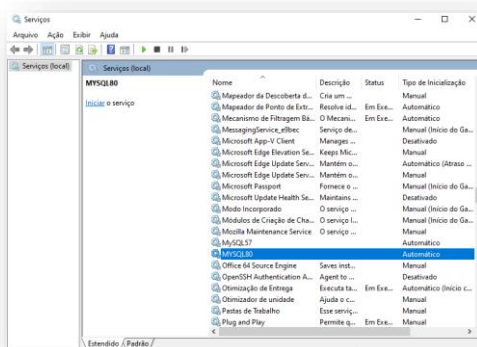 Serviços
Arquivo Ação Exibir Ajuda
Serviços (local)
Serviços (local)
MYSQL80
Iniciar o serviço
Nome Descrição Status Tipo de Inicialização
Mapeador da Descoberta d... Cria um ... Manual
Mapeador de Ponto de Extr... Resolve id... Em Exe... Automático
Mecanismo de Filtragem Bá... O Mecani... Em Exe... Automático
MessagingService_ellbec Serviço de... Manual (Início do Ga...
Microsoft App-V Client Manages ... Desativado
Microsoft Edge Elevation Se... Keeps Mic... Manual
Microsoft Edge Update Serv... Mantém o... Automático (Atraso ...
Microsoft Edge Update Serv... Mantém o... Manual
Microsoft Passport Fornece o ... Manual (Início do Ga...
Microsoft Update Health Se... Maintains ... Desativado
Modo Incorporado O serviço ... Manual (Início do Ga...
Módulos de Criação de Cha... O serviço I... Manual (Início do Ga...
Mozilla Maintenance Service O serviço ... Manual
MySQL57 Automático
MYSQL80 Automático
Office 64 Source Engine Saves inst... Manual
OpenSSH Authentication A... Agent to ... Desativado
Otimização de Entrega Executa ta... Em Exe... Automático (Início c...
Otimizador de unidade Ajuda o c... Manual
Pastas de Trabalho Esse serviç... Manual
Plug and Play Permite q... Em Exe... Manual
Estendido Padrão